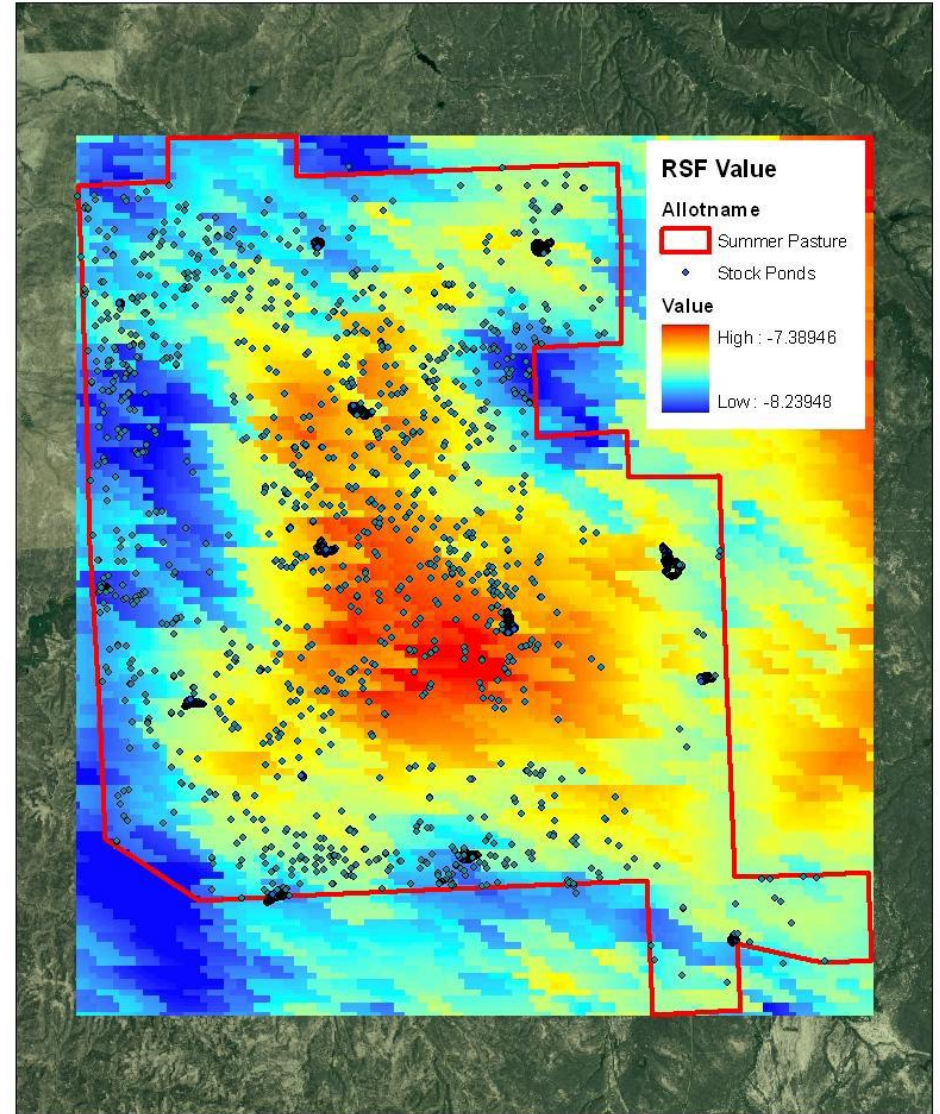 RSF Value
Allotname
Summer Pasture
Stock Ponds
Value
High : -7.38946
Low : -8.23948